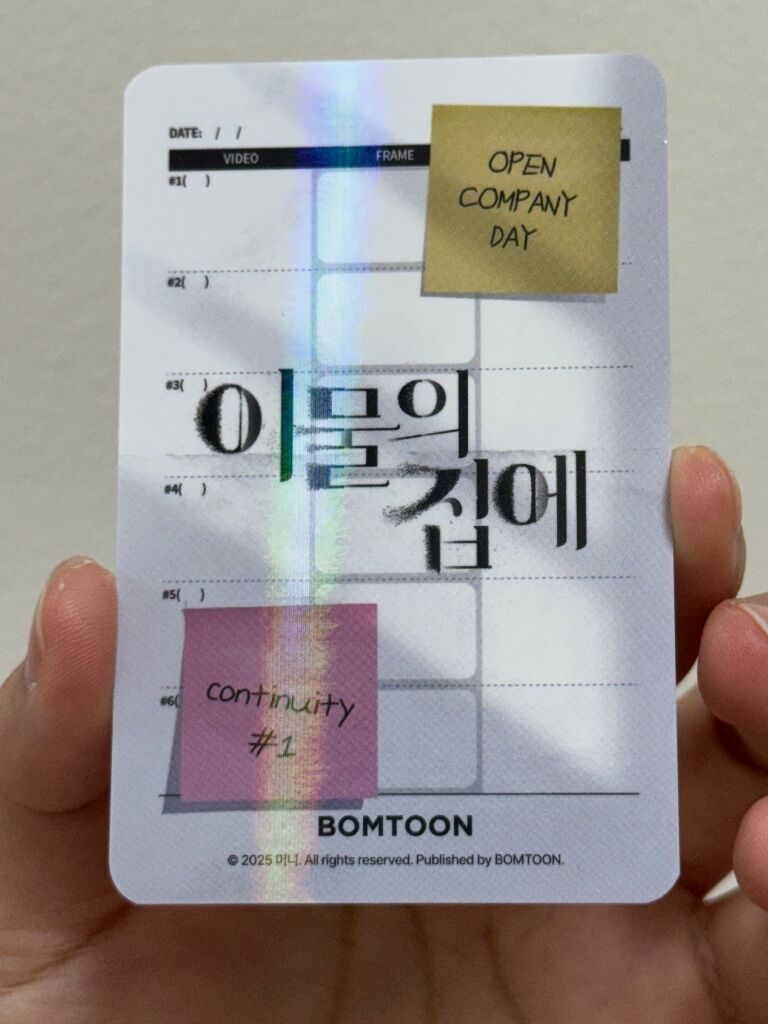 DATE: / /
VIDEO FRAME
OPEN
COMPANY
DAY
#1( )
#2( )
#3( )
이물의
집에
#4( )
#5( )
continuity
#1
#6(
BOMTOON
© 2025 머니. All rights reserved. Published by BOMTOON.